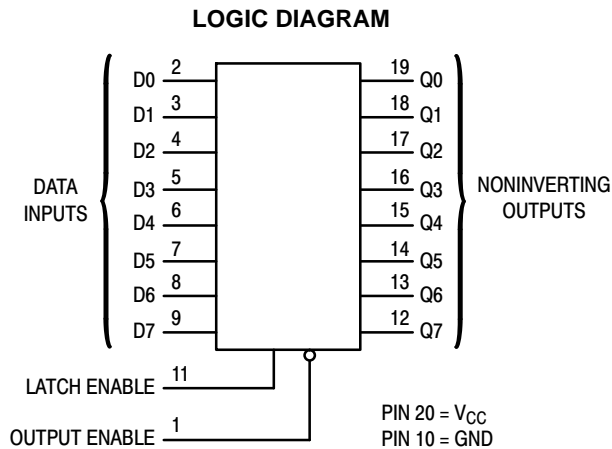 LOGIC DIAGRAM
D0 2 19 Q0
D1 3 18 Q1
D2 4 17 Q2
D3 5 16 Q3
DATA INPUTS
NONINVERTING OUTPUTS
D4 6 15 Q4
D5 7 14 Q5
D6 8 13 Q6
D7 9 12 Q7
LATCH ENABLE 11
OUTPUT ENABLE 1
PIN 20 = VCC
PIN 10 = GND